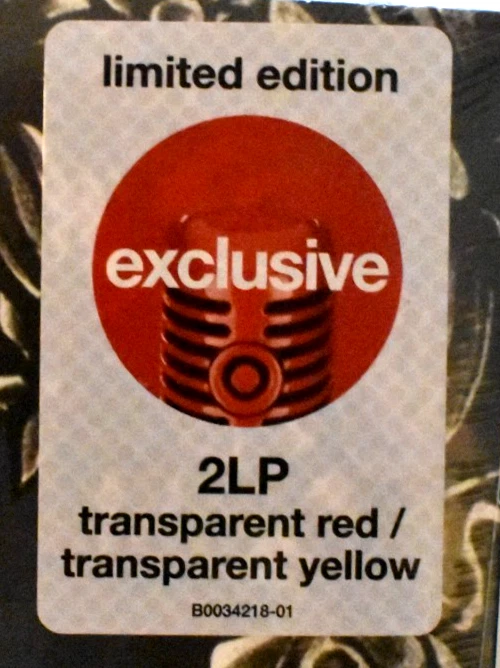 limited edition
exclusive
2LP
transparent red /
transparent yellow
B0034218-01